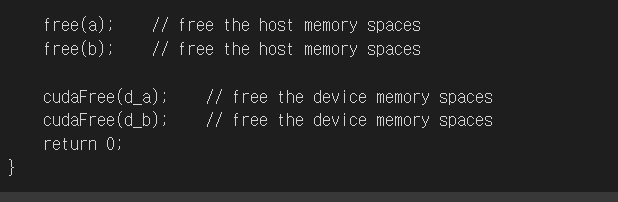 free(a);    // free the host memory spaces
free(b);    // free the host memory spaces
cudaFree(d_a);    // free the device memory spaces
cudaFree(d_b);    // free the device memory spaces
return 0;
}